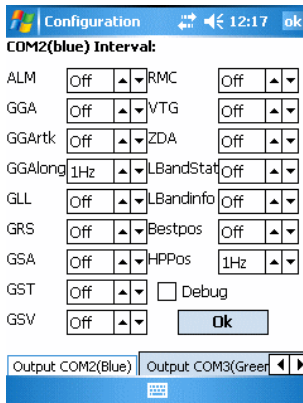 Configuration 12:17 ok
COM2(blue) Interval:
ALM Off RMC Off
GGA Off VTG Off
GGArtk Off ZDA Off
GGAlong 1Hz LBandStat Off
GLL Off LBandinfo Off
GRS Off Bestpos Off
GSA Off HPPos 1Hz
GST Off Debug
GSV Off Ok
Output COM2(Blue) Output COM3(Green